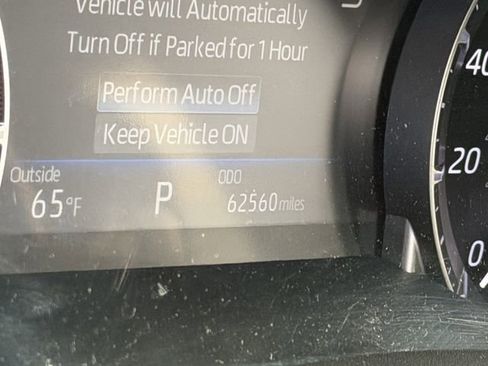 Vehicle will Automatically
Turn Off if Parked for 1 Hour
Perform Auto Off
Keep Vehicle ON
Outside
65°F
P
ODO
62560 miles
40
20
0